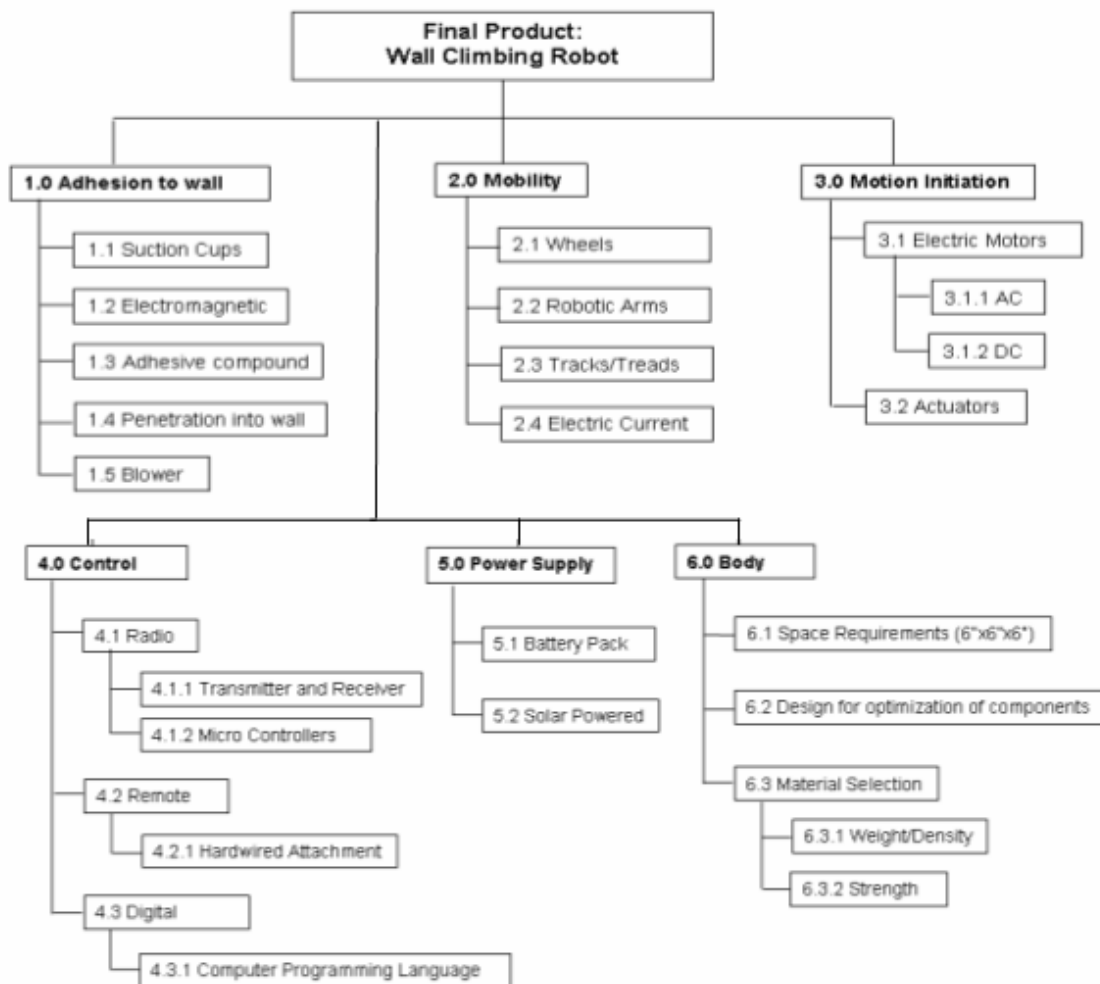 Final Product:
Wall Climbing Robot
1.0 Adhesion to wall
1.1 Suction Cups
1.2 Electromagnetic
1.3 Adhesive compound
1.4 Penetration into wall
1.5 Blower
2.0 Mobility
2.1 Wheels
2.2 Robotic Arms
2.3 Tracks/Treads
2.4 Electric Current
3.0 Motion Initiation
3.1 Electric Motors
3.1.1 AC
3.1.2 DC
3.2 Actuators
4.0 Control
4.1 Radio
4.1.1 Transmitter and Receiver
4.1.2 Micro Controllers
4.2 Remote
4.2.1 Hardwired Attachment
4.3 Digital
4.3.1 Computer Programming Language
5.0 Power Supply
5.1 Battery Pack
5.2 Solar Powered
6.0 Body
6.1 Space Requirements (6"x6"x6")
6.2 Design for optimization of components
6.3 Material Selection
6.3.1 Weight/Density
6.3.2 Strength